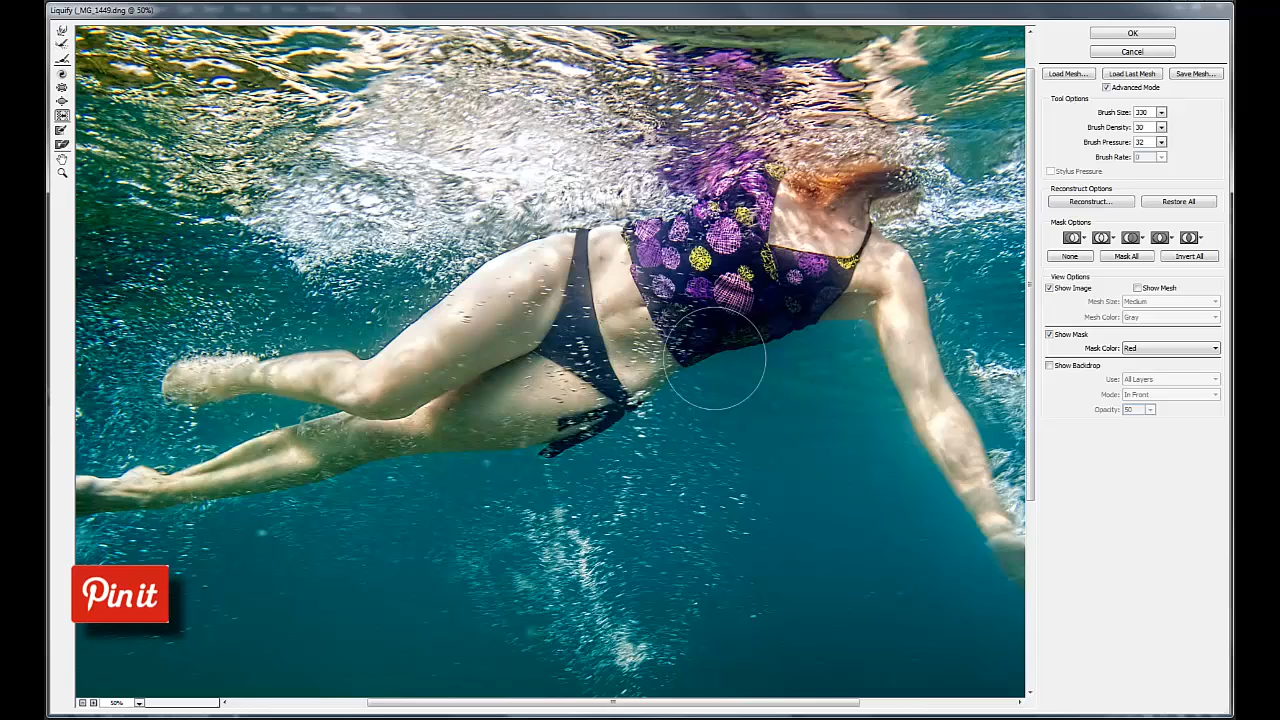 Liquify (_MG_1449.dng @ 50%)
OK
Cancel
Load Mesh...
Load Last Mesh
Save Mesh...
Advanced Mode
Tool Options
Brush Size: 330
Brush Density: 30
Brush Pressure: 32
Brush Rate: 0
Stylus Pressure
Reconstruct Options
Reconstruct...
Restore All
Mask Options
None
Mask All
Invert All
View Options
Show Image
Show Mesh
Mesh Size: Medium
Mesh Color: Gray
Show Mask
Mask Color: Red
Show Backdrop
Use: All Layers
Mode: In Front
Opacity: 50
Pin it
50%